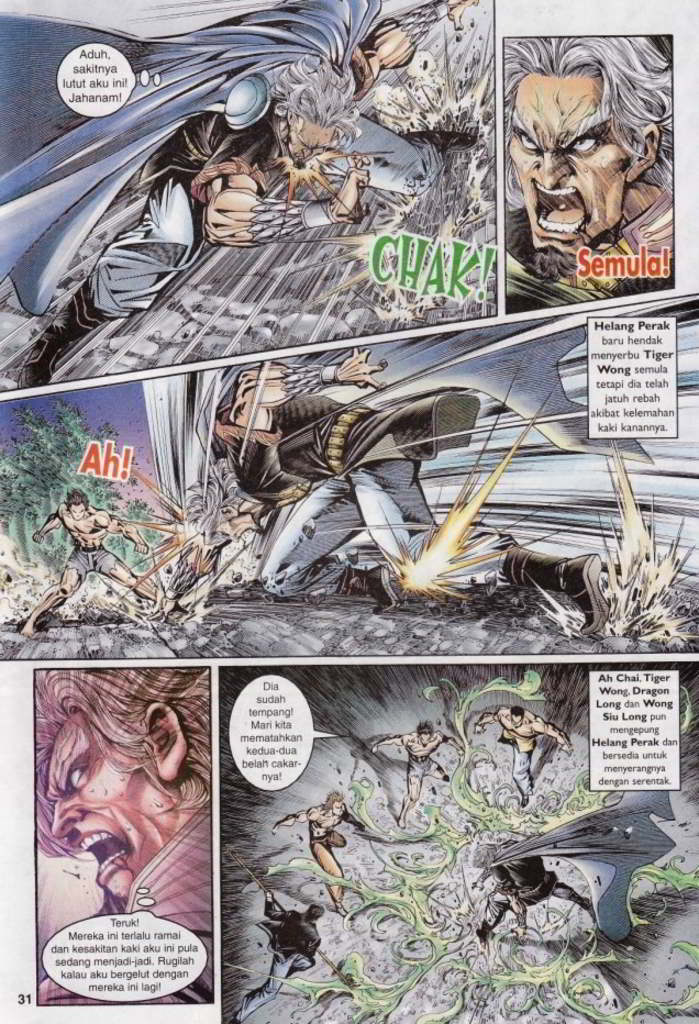 Aduh,
sakitnya
lutut aku ini!
Jahanam!
CHAK!
Semula!
Helang Perak
baru hendak
menyerbu Tiger
Wong semula
tetapi dia telah
jatuh rebah
akibat kelemahan
kaki kanannya.
Ah!
Teruk!
Mereka ini terlalu ramai
dan kesakitan kaki aku ini pula
sedang menjadi-jadi. Rugilah
kalau aku bergelut dengan
mereka ini lagi!
Dia
sudah
tempang!
Mari kita
mematahkan
kedua-dua
belah cakar-
nya!
Ah Chai, Tiger
Wong, Dragon
Long dan Wong
Siu Long pun
mengepung
Helang Perak dan
bersedia untuk
menyerangnya
dengan serentak.
31